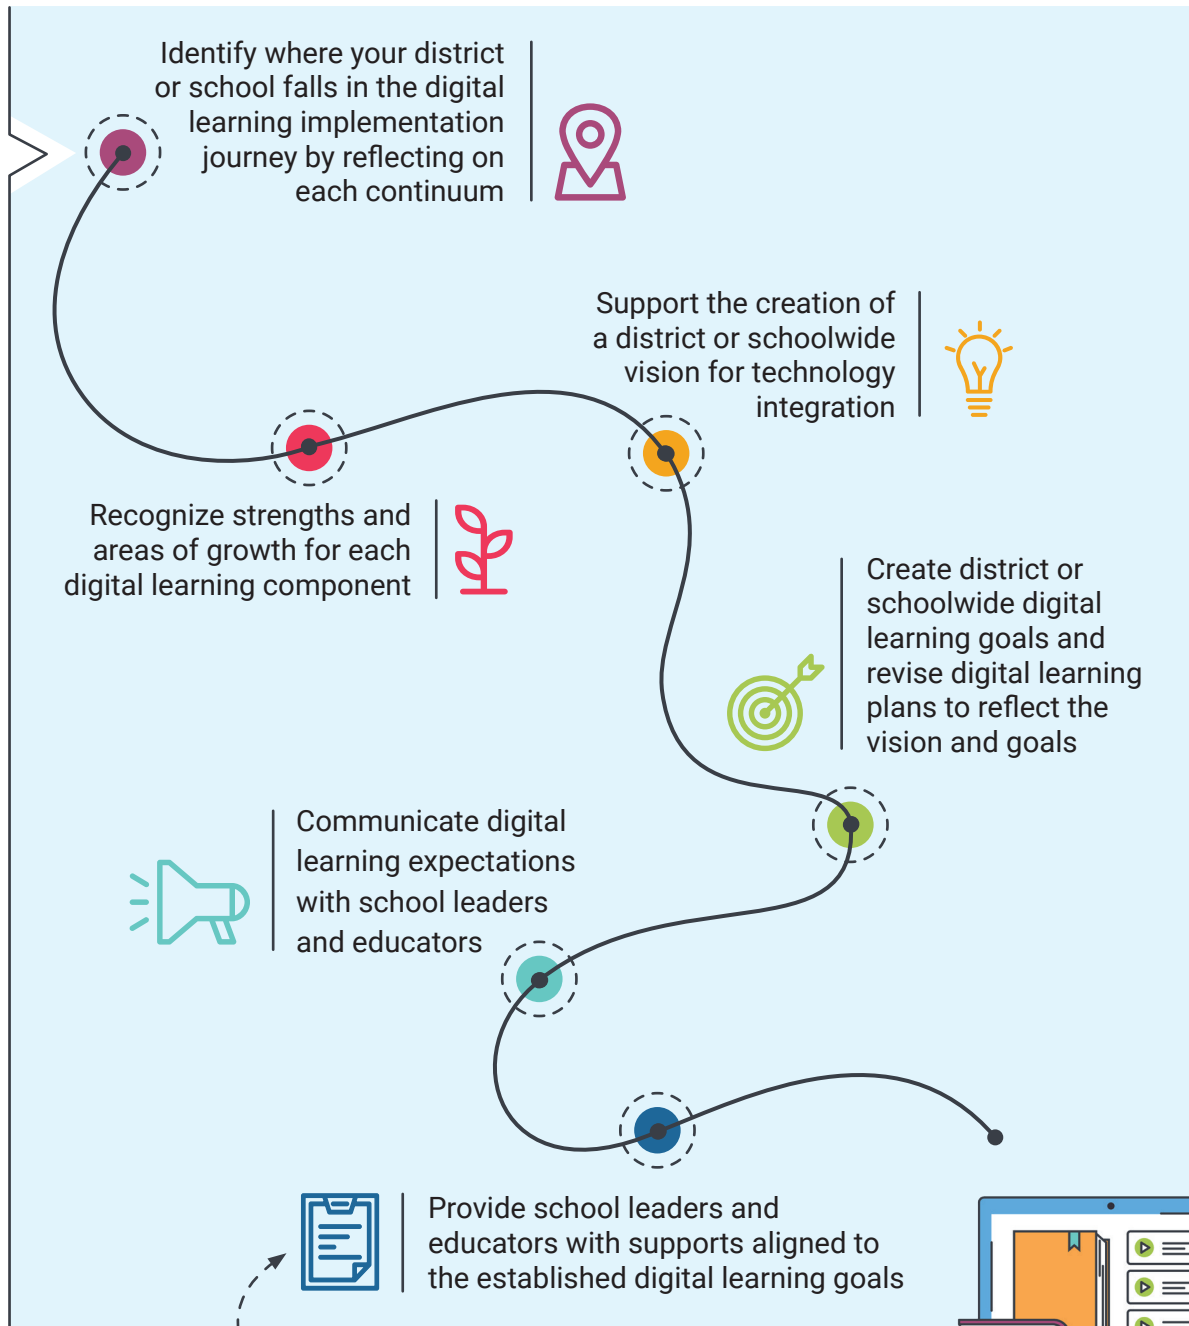 Identify where your district
or school falls in the digital
learning implementation
journey by reflecting on
each continuum
Recognize strengths and
areas of growth for each
digital learning component
Support the creation of
a district or schoolwide
vision for technology
integration
Create district or
schoolwide digital
learning goals and
revise digital learning
plans to reflect the
vision and goals
Communicate digital
learning expectations
with school leaders
and educators
Provide school leaders and
educators with supports aligned to
the established digital learning goals